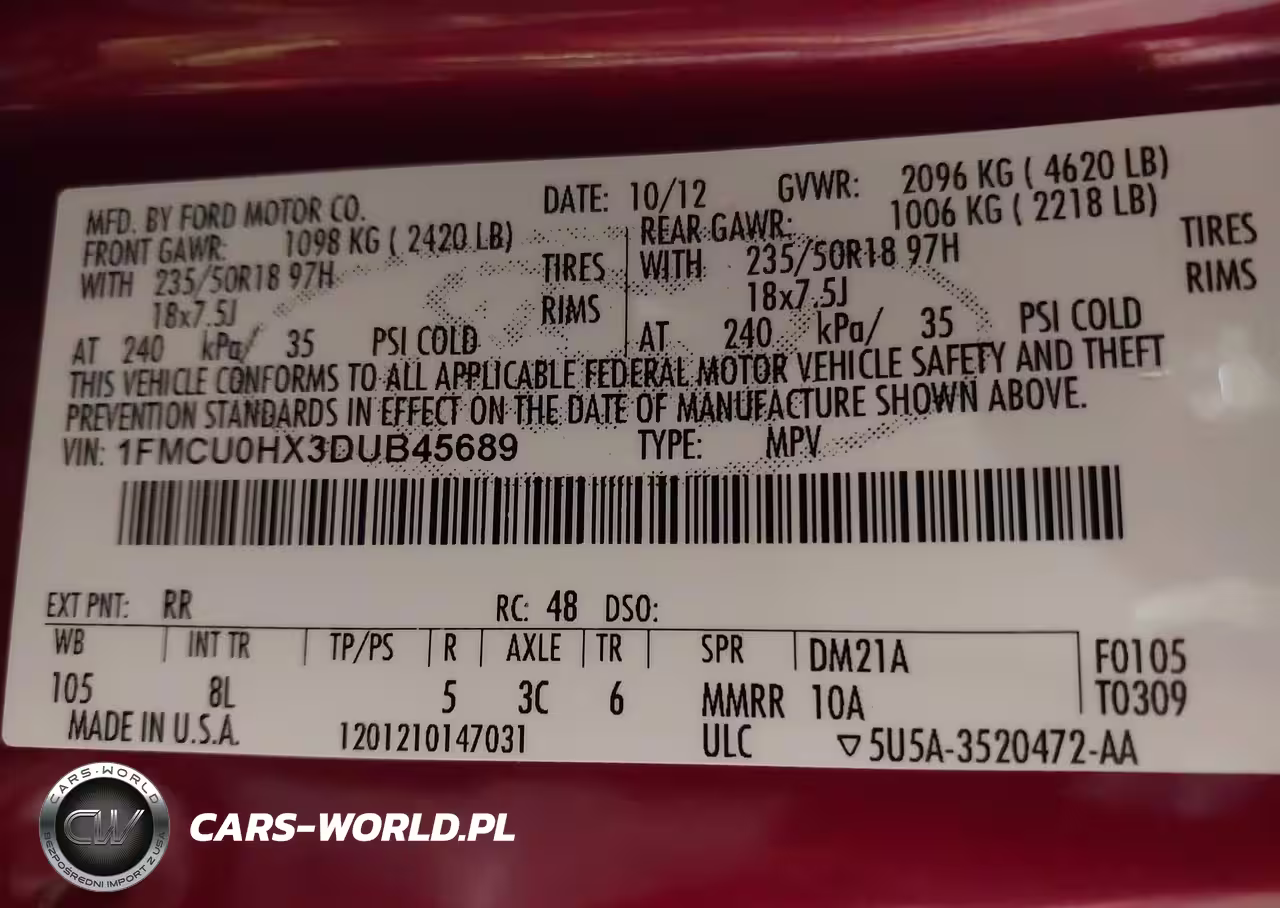 MFD. BY FORD MOTOR CO. DATE: 10/12 GVWR: 2096 KG ( 4620 LB)
FRONT GAWR: 1098 KG ( 2420 LB) REAR GAWR: 1006 KG ( 2218 LB)
WITH 235/50R18 97H TIRES WITH 235/50R18 97H TIRES
18x7.5J RIMS 18x7.5J RIMS
AT 240 kPa/ 35 PSI COLD AT 240 kPa/ 35 PSI COLD
THIS VEHICLE CONFORMS TO ALL APPLICABLE FEDERAL MOTOR VEHICLE SAFETY AND THEFT
PREVENTION STANDARDS IN EFFECT ON THE DATE OF MANUFACTURE SHOWN ABOVE.
VIN: 1FMCU0HX3DUB45689 TYPE: MPV
EXT PNT: RR RC: 48 DSO:
WB INT TR TP/PS R AXLE TR SPR DM21A F0105
105 8L 5 3C 6 MMRR 10A T0309
MADE IN U.S.A. 1201210147031 ULC ▽5U5A-3520472-AA
CARS-WORLD
CW
BEZPOŚREDNI IMPORT Z USA
CARS-WORLD.PL